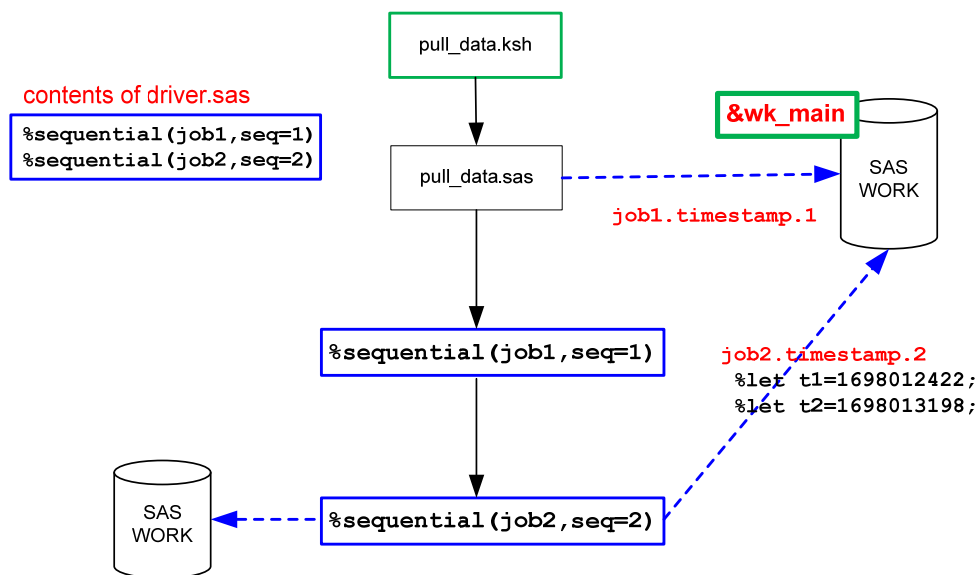 pull_data.ksh
contents of driver.sas
%sequential(job1,seq=1)
%sequential(job2,seq=2)
&wk_main
pull_data.sas
SAS
WORK
job1.timestamp.1
%sequential(job1,seq=1)
job2.timestamp.2
%let t1=1698012422;
%let t2=1698013198;
SAS
WORK
%sequential(job2,seq=2)